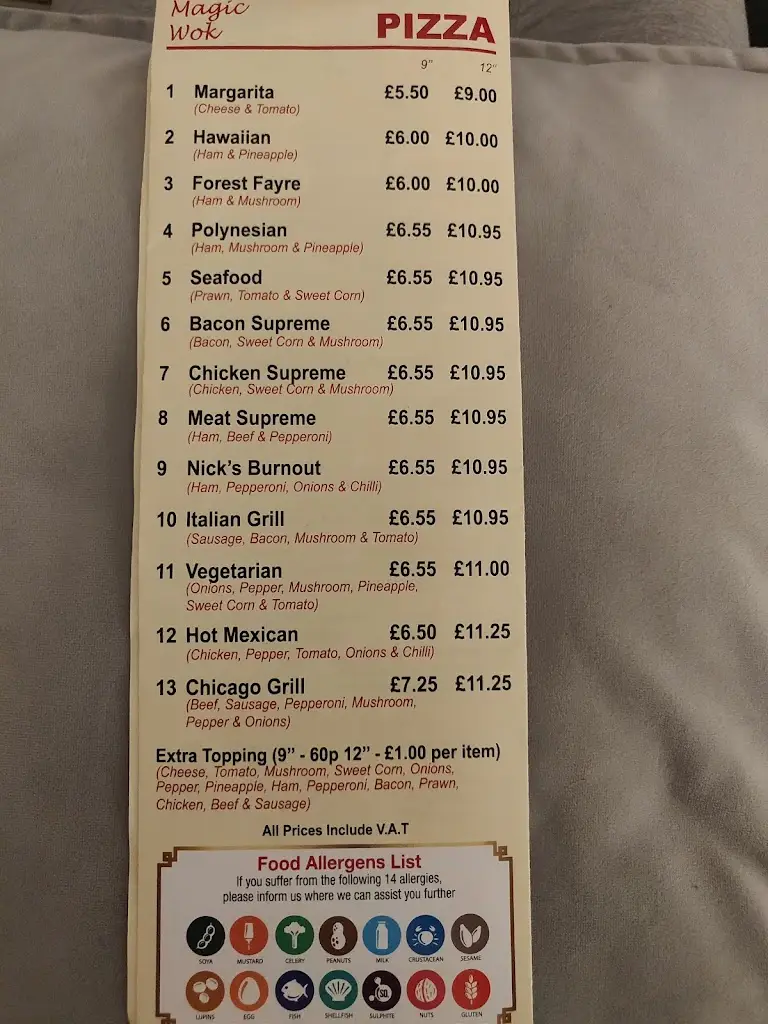 Magic
Wok
PIZZA
9" 12"
1 Margarita £5.50 £9.00
(Cheese & Tomato)
2 Hawaiian £6.00 £10.00
(Ham & Pineapple)
3 Forest Fayre £6.00 £10.00
(Ham & Mushroom)
4 Polynesian £6.55 £10.95
(Ham, Mushroom & Pineapple)
5 Seafood £6.55 £10.95
(Prawn, Tomato & Sweet Corn)
6 Bacon Supreme £6.55 £10.95
(Bacon, Sweet Corn & Mushroom)
7 Chicken Supreme £6.55 £10.95
(Chicken, Sweet Corn & Mushroom)
8 Meat Supreme £6.55 £10.95
(Ham, Beef & Pepperoni)
9 Nick's Burnout £6.55 £10.95
(Ham, Pepperoni, Onions & Chilli)
10 Italian Grill £6.55 £10.95
(Sausage, Bacon, Mushroom & Tomato)
11 Vegetarian £6.55 £11.00
(Onions, Pepper, Mushroom, Pineapple,
Sweet Corn & Tomato)
12 Hot Mexican £6.50 £11.25
(Chicken, Pepper, Tomato, Onions & Chilli)
13 Chicago Grill £7.25 £11.25
(Beef, Sausage, Pepperoni, Mushroom,
Pepper & Onions)
Extra Topping (9" - 60p 12" - £1.00 per item)
(Cheese, Tomato, Mushroom, Sweet Corn, Onions,
Pepper, Pineapple, Ham, Pepperoni, Bacon, Prawn,
Chicken, Beef & Sausage)
All Prices Include V.A.T
Food Allergens List
If you suffer from the following 14 allergies,
please inform us where we can assist you further
SOYA MUSTARD CELERY PEANUTS MILK CRUSTACEAN SESAME
SO₂
LUPINS EGG FISH SHELLFISH SULPHITE NUTS GLUTEN